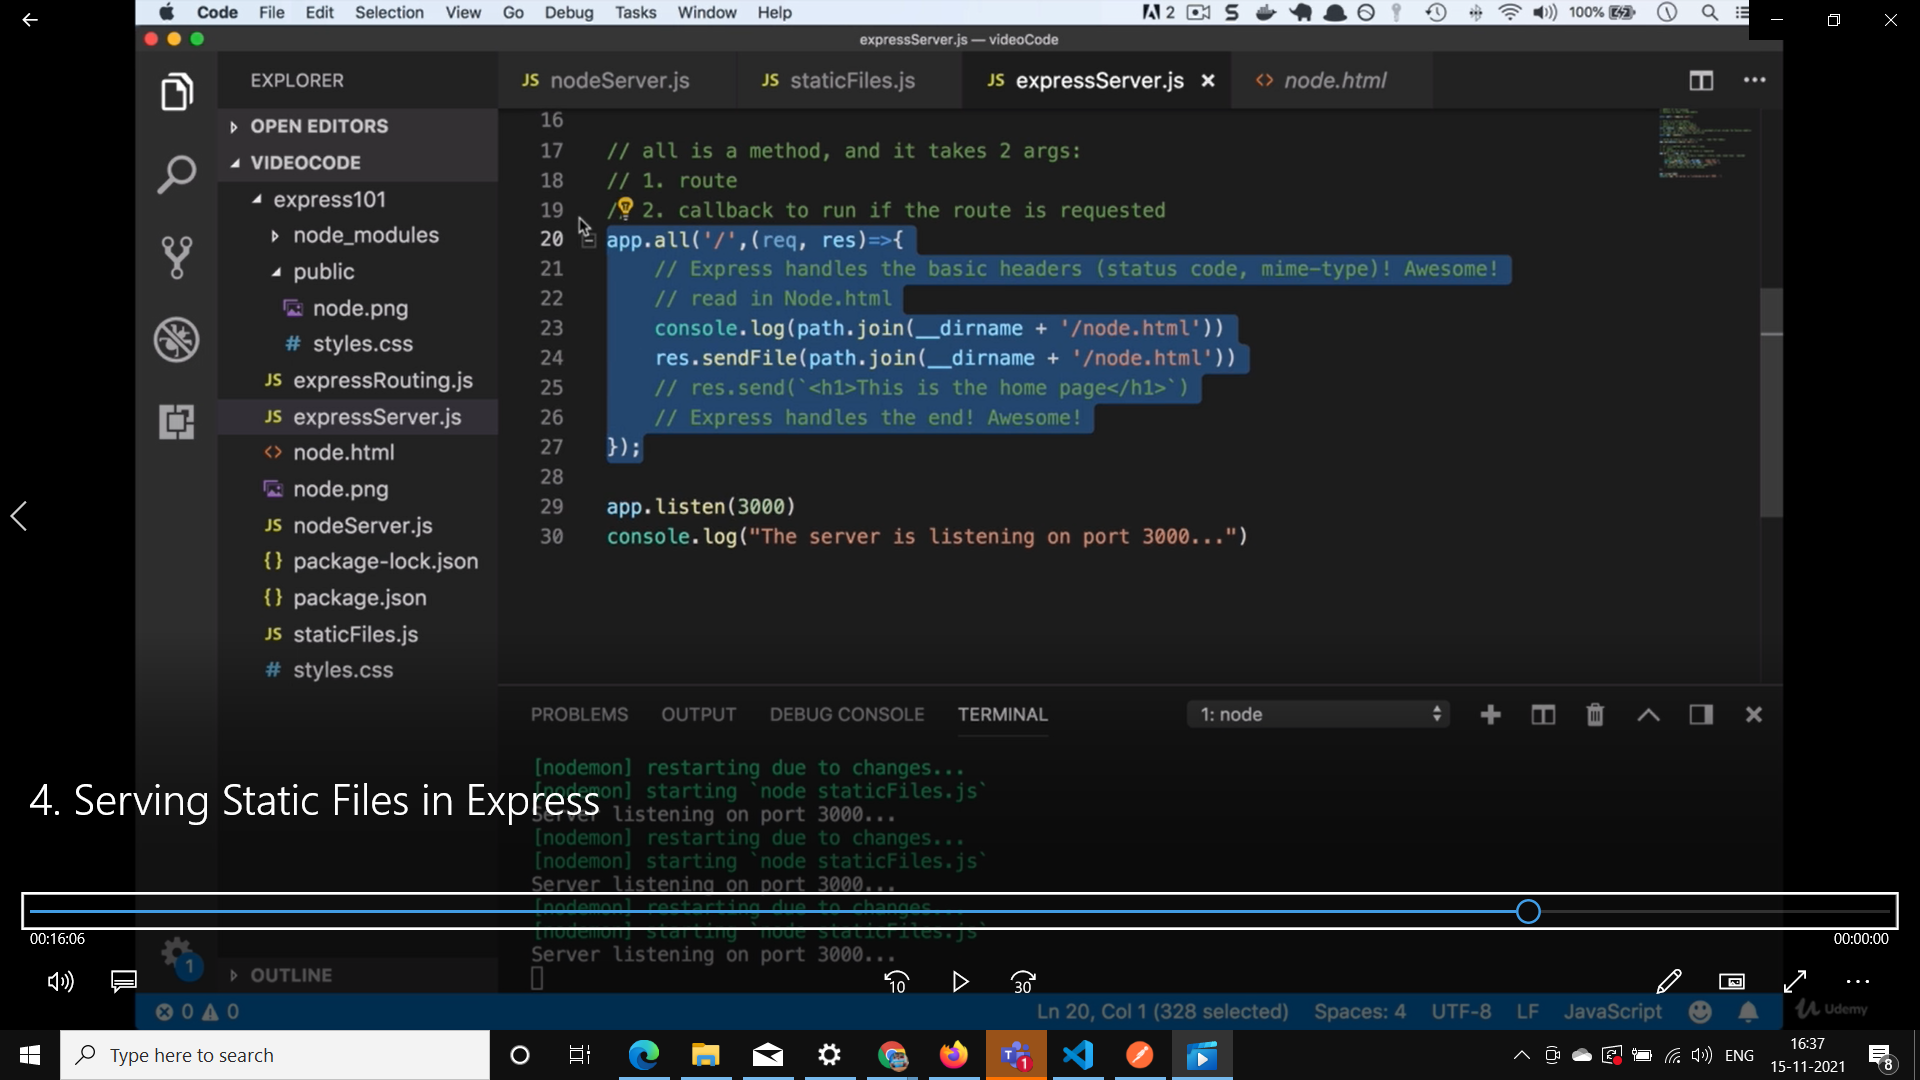 Code File Edit Selection View Go Debug Tasks Window Help
2 100%
expressServer.js — videoCode
EXPLORER
JS nodeServer.js
JS staticFiles.js
JS expressServer.js ×
<> node.html
OPEN EDITORS
VIDEOCODE
express101
node_modules
public
node.png
# styles.css
JS expressRouting.js
JS expressServer.js
<> node.html
node.png
JS nodeServer.js
{} package-lock.json
{} package.json
JS staticFiles.js
# styles.css
OUTLINE
16
17 // all is a method, and it takes 2 args:
18 // 1. route
19 // 2. callback to run if the route is requested
20 app.all('/',(req, res)=>{
21 // Express handles the basic headers (status code, mime-type)! Awesome!
22 // read in Node.html
23 console.log(path.join(__dirname + '/node.html'))
24 res.sendFile(path.join(__dirname + '/node.html'))
25 // res.send(`<h1>This is the home page</h1>`)
26 // Express handles the end! Awesome!
27 });
28
29 app.listen(3000)
30 console.log("The server is listening on port 3000...")
PROBLEMS OUTPUT DEBUG CONSOLE TERMINAL
1: node
[nodemon] restarting due to changes...
[nodemon] starting `node staticFiles.js`
Server listening on port 3000...
[nodemon] restarting due to changes...
[nodemon] starting `node staticFiles.js`
Server listening on port 3000...
[nodemon] restarting due to changes...
[nodemon] starting `node staticFiles.js`
Server listening on port 3000...
4. Serving Static Files in Express
00:16:06
00:00:00
1
10
30
0 0
Ln 20, Col 1 (328 selected) Spaces: 4 UTF-8 LF JavaScript
Udemy
Type here to search
1
ENG
16:37
15-11-2021
8